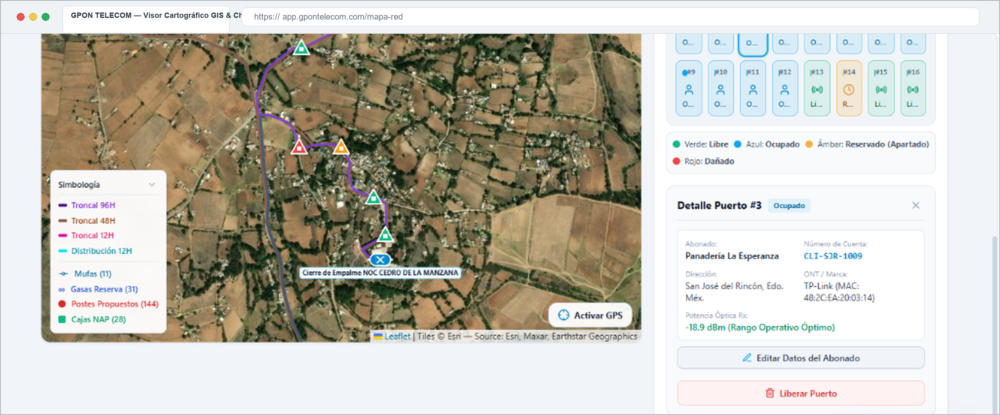 GPON TELECOM — Visor Cartográfico GIS & Ch
https:// app.gpontelecom.com/mapa-red
O... O... O... O... O... O... O... O...
#9 #10 #11 #12 #13 #14 #15 #16
O... O... O... O... Li... R... Li... Li...
Verde: Libre Azul: Ocupado Ámbar: Reservado (Apartado)
Rojo: Dañado
Simbología
Troncal 96H
Troncal 48H
Troncal 12H
Distribución 12H
Mufas (11)
Gasas Reserva (31)
Postes Propuestos (144)
Cajas NAP (28)
Cierre de Empalme NOC CEDRO DE LA MANZANA
Activar GPS
Leaflet | Tiles © Esri — Source: Esri, Maxar, Earthstar Geographics
Detalle Puerto #3 Ocupado
Abonado:
Panadería La Esperanza
Número de Cuenta:
CLI-SJR-1009
Dirección:
San José del Rincón, Edo.
Méx.
ONT / Marca:
TP-Link (MAC:
48:2C:EA:20:03:14)
Potencia Óptica Rx:
-18.9 dBm (Rango Operativo Óptimo)
Editar Datos del Abonado
Liberar Puerto